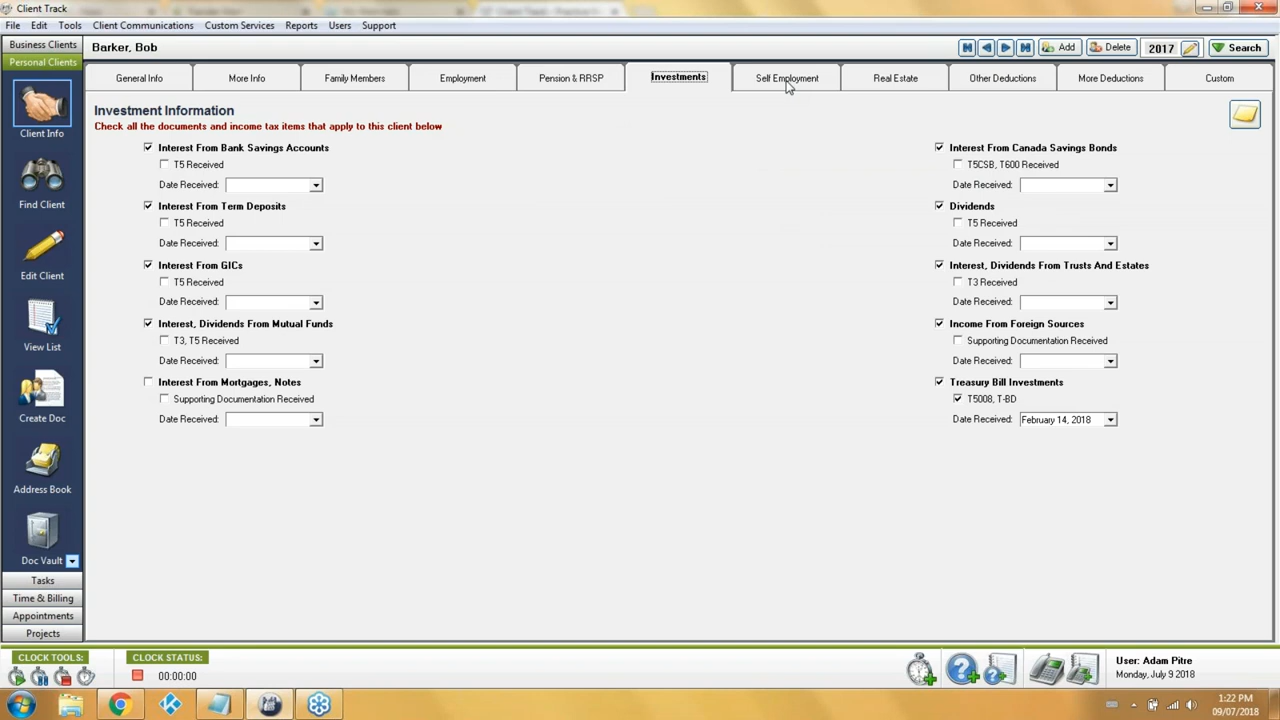 Client Track
File Edit Tools Client Communications Custom Services Reports Users Support
Business Clients
Personal Clients
Barker, Bob
Add Delete 2017 Search
General Info More Info Family Members Employment Pension & RRSP Investments Self Employment Real Estate Other Deductions More Deductions Custom
Investment Information
Check all the documents and income tax items that apply to this client below
Interest From Bank Savings Accounts
T5 Received
Date Received:
Interest From Term Deposits
T5 Received
Date Received:
Interest From GICs
T5 Received
Date Received:
Interest, Dividends From Mutual Funds
T3, T5 Received
Date Received:
Interest From Mortgages, Notes
Supporting Documentation Received
Date Received:
Interest From Canada Savings Bonds
T5CSB, T600 Received
Date Received:
Dividends
T5 Received
Date Received:
Interest, Dividends From Trusts And Estates
T3 Received
Date Received:
Income From Foreign Sources
Supporting Documentation Received
Date Received:
Treasury Bill Investments
T5008, T-BD
Date Received: February 14, 2018
Client Info
Find Client
Edit Client
View List
Create Doc
Address Book
Doc Vault
Tasks
Time & Billing
Appointments
Projects
CLOCK TOOLS:
CLOCK STATUS:
00:00:00
User: Adam Pitre
Monday, July 9 2018
1:22 PM
09/07/2018